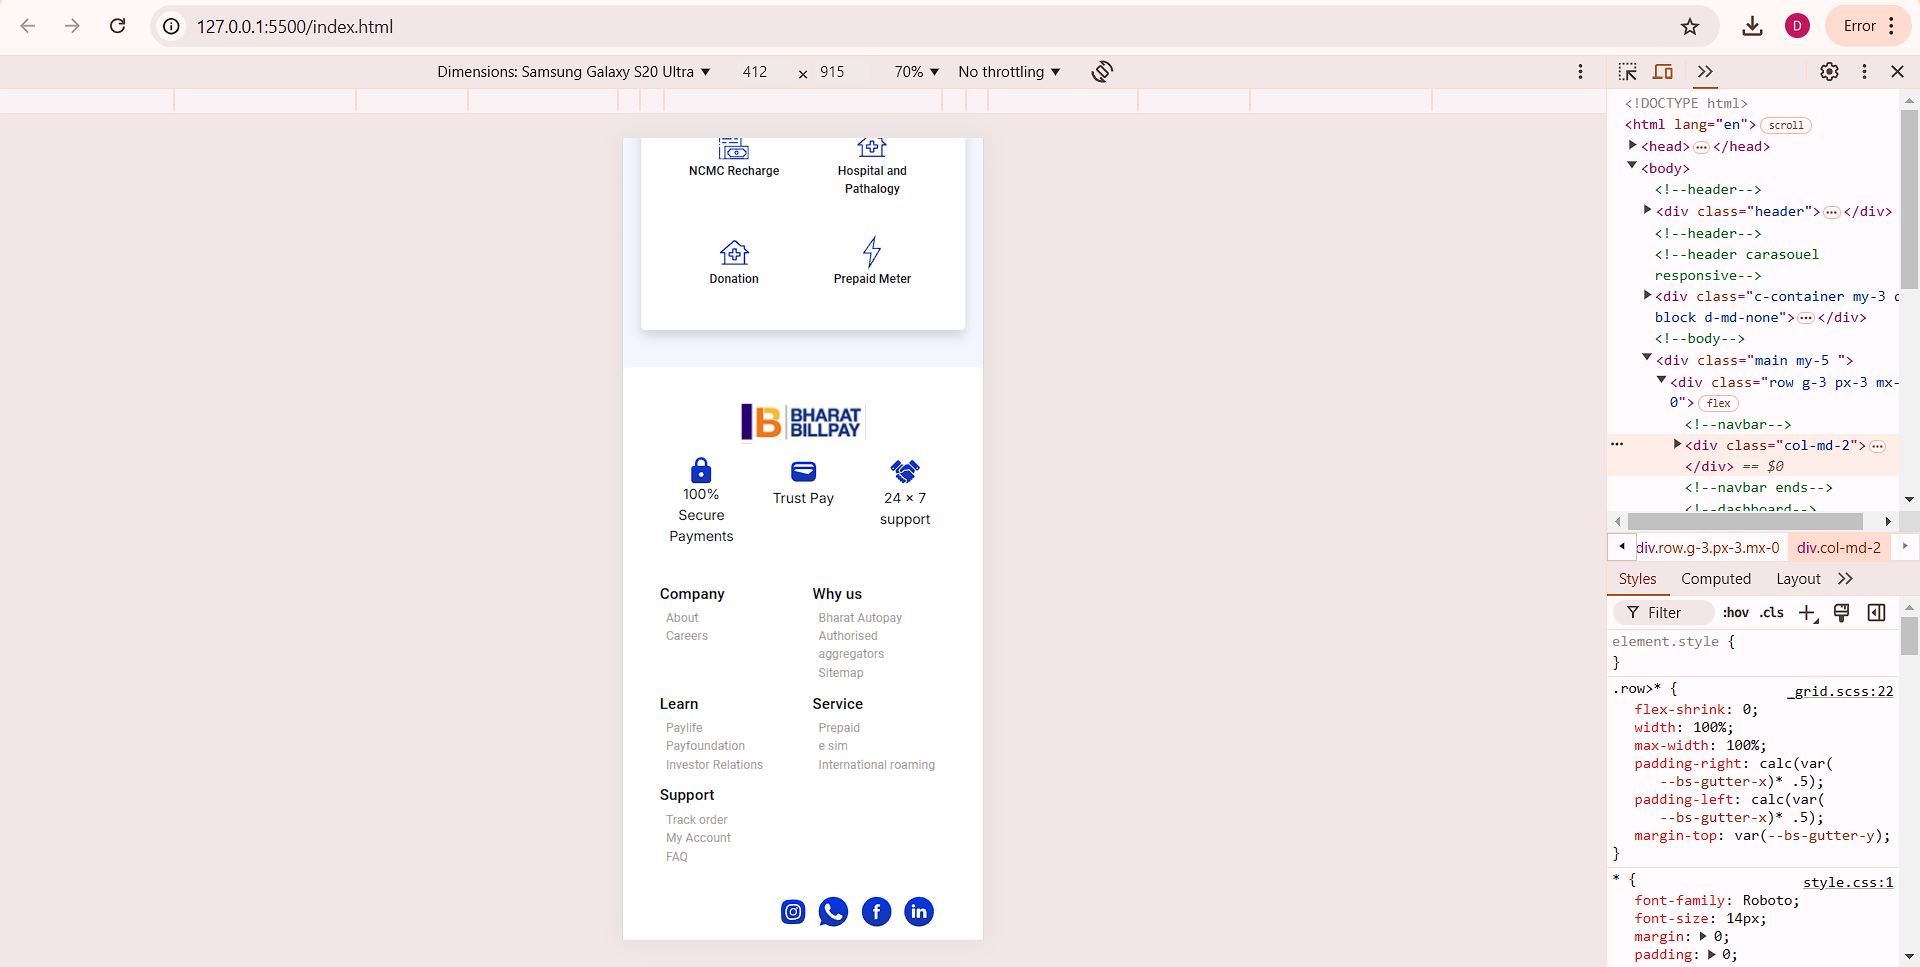 127.0.0.1:5500/index.html
D
Error
Dimensions: Samsung Galaxy S20 Ultra
412
×
915
70%
No throttling
NCMC Recharge
Hospital and
Pathalogy
Donation
Prepaid Meter
B
BHARAT
BILLPAY
100%
Secure
Payments
Trust Pay
24 × 7
support
Company
About
Careers
Why us
Bharat Autopay
Authorised
aggregators
Sitemap
Learn
Paylife
Payfoundation
Investor Relations
Service
Prepaid
e sim
International roaming
Support
Track order
My Account
FAQ
in
<!DOCTYPE html>
<html lang="en"> scroll
<head> ⋯ </head>
<body>
<!--header-->
<div class="header"> ⋯ </div>
<!--header-->
<!--header carasouel
responsive-->
<div class="c-container my-3
block d-md-none"> ⋯ </div>
<!--body-->
<div class="main my-5 ">
<div class="row g-3 px-3 mx-
0"> flex
<!--navbar-->
<div class="col-md-2"> ⋯
</div> == $0
<!--navbar ends-->
<!--dashboard-->
div.row.g-3.px-3.mx-0
div.col-md-2
Styles
Computed
Layout
Filter
:hov
.cls
element.style {
}
.row>* {
_grid.scss:22
flex-shrink: 0;
width: 100%;
max-width: 100%;
padding-right: calc(var(
--bs-gutter-x)* .5);
padding-left: calc(var(
--bs-gutter-x)* .5);
margin-top: var(--bs-gutter-y);
}
* {
style.css:1
font-family: Roboto;
font-size: 14px;
margin: 0;
padding: 0;